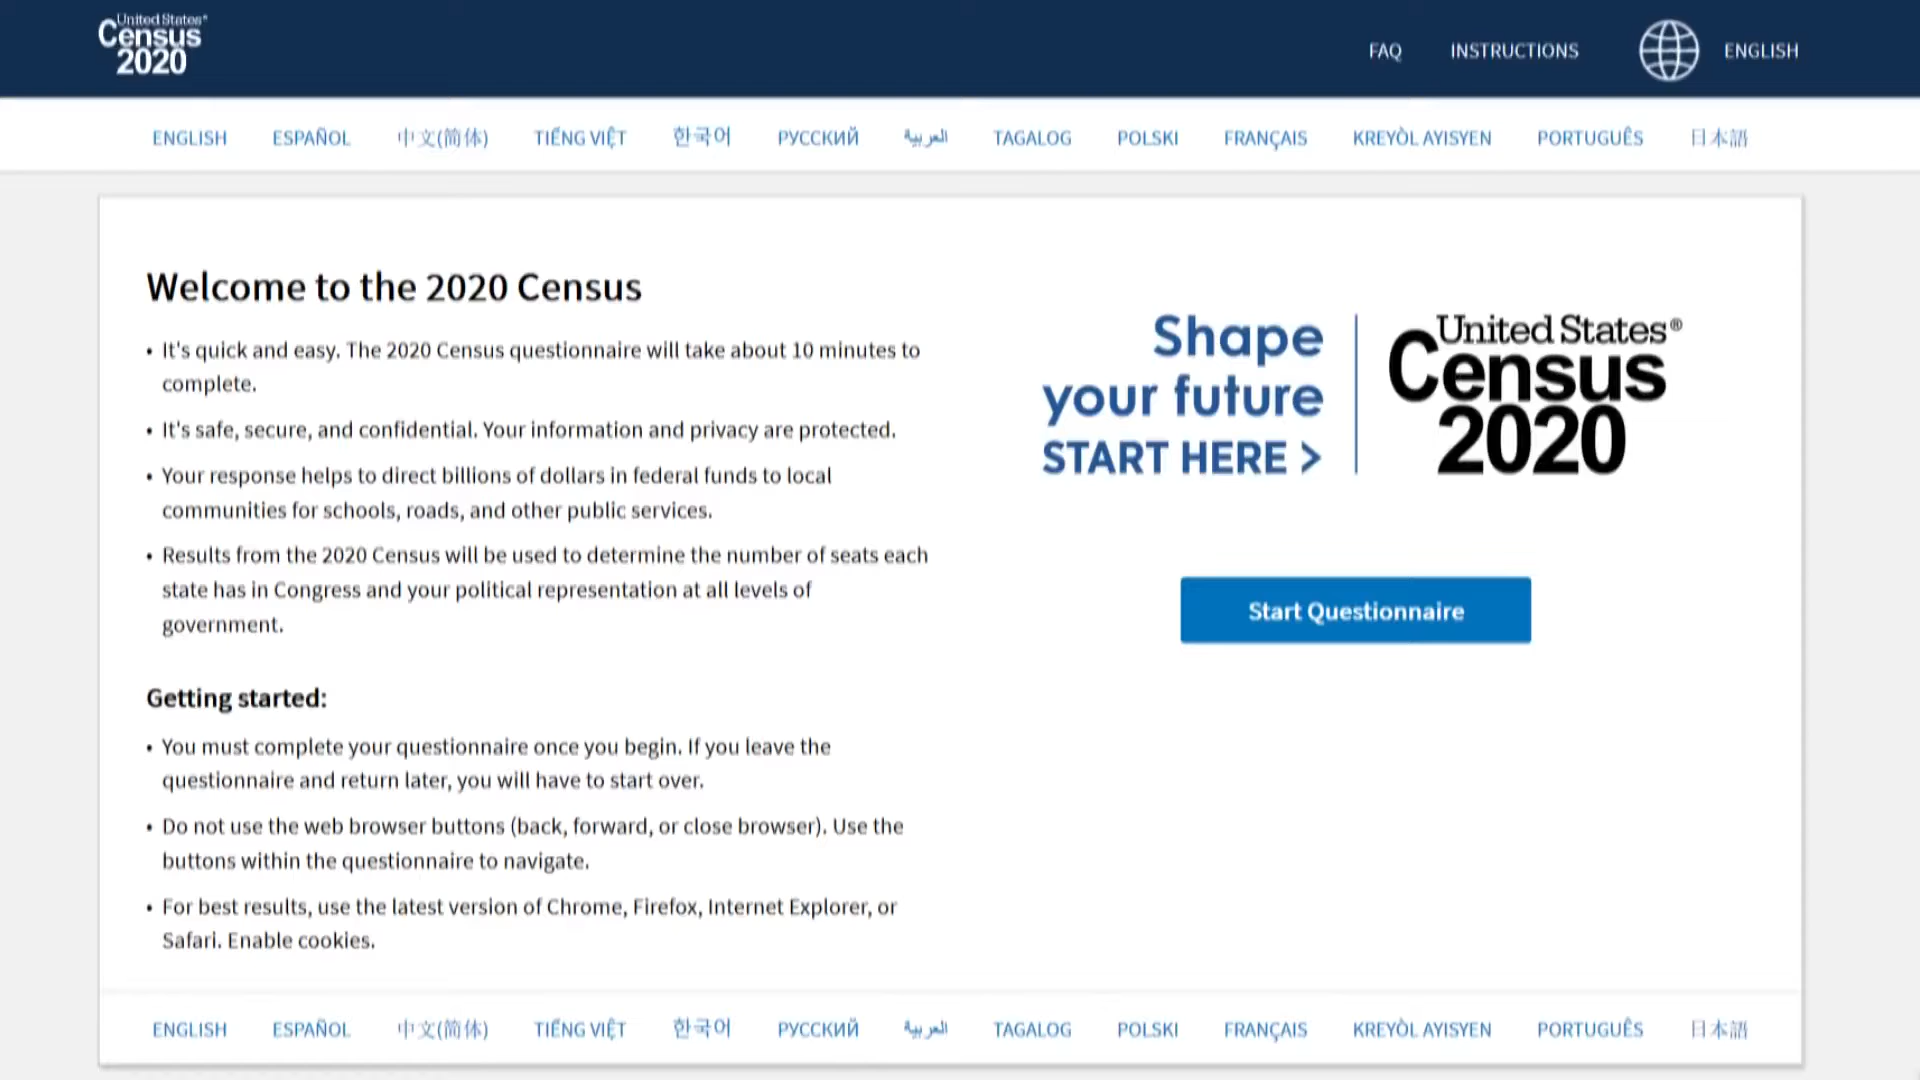 United States®
Census
2020
FAQ INSTRUCTIONS ENGLISH
ENGLISH ESPAÑOL 中文(简体) TIẾNG VIỆT 한국어 РУССКИЙ العربية TAGALOG POLSKI FRANÇAIS KREYÒL AYISYEN PORTUGUÊS 日本語
Welcome to the 2020 Census
• It's quick and easy. The 2020 Census questionnaire will take about 10 minutes to
complete.
• It's safe, secure, and confidential. Your information and privacy are protected.
• Your response helps to direct billions of dollars in federal funds to local
communities for schools, roads, and other public services.
• Results from the 2020 Census will be used to determine the number of seats each
state has in Congress and your political representation at all levels of
government.
Getting started:
• You must complete your questionnaire once you begin. If you leave the
questionnaire and return later, you will have to start over.
• Do not use the web browser buttons (back, forward, or close browser). Use the
buttons within the questionnaire to navigate.
• For best results, use the latest version of Chrome, Firefox, Internet Explorer, or
Safari. Enable cookies.
Shape
your future
START HERE >
United States®
Census
2020
Start Questionnaire
ENGLISH ESPAÑOL 中文(简体) TIẾNG VIỆT 한국어 РУССКИЙ العربية TAGALOG POLSKI FRANÇAIS KREYÒL AYISYEN PORTUGUÊS 日本語